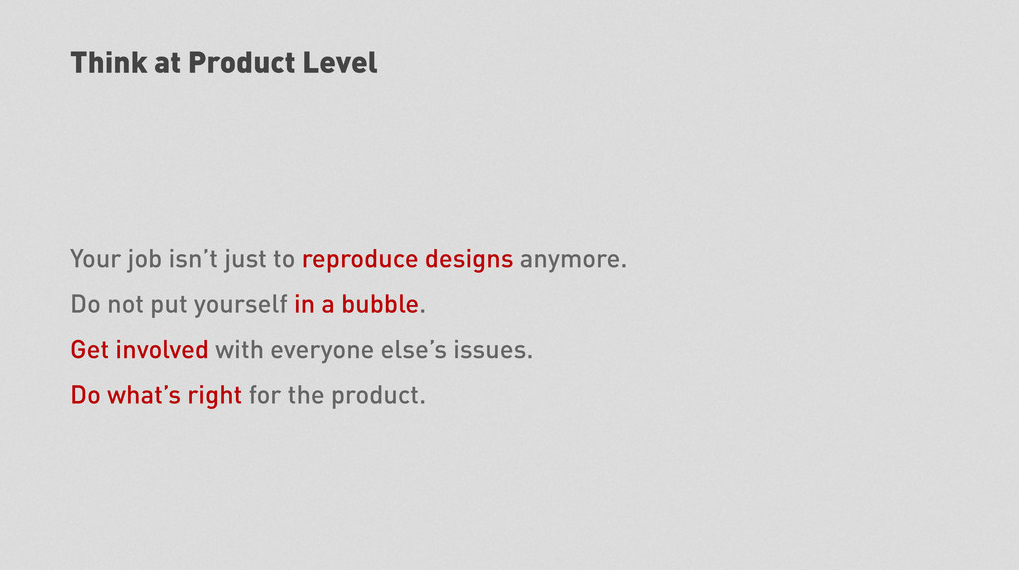 Think at Product Level
Your job isn’t just to reproduce designs anymore.
Do not put yourself in a bubble.
Get involved with everyone else’s issues.
Do what’s right for the product.